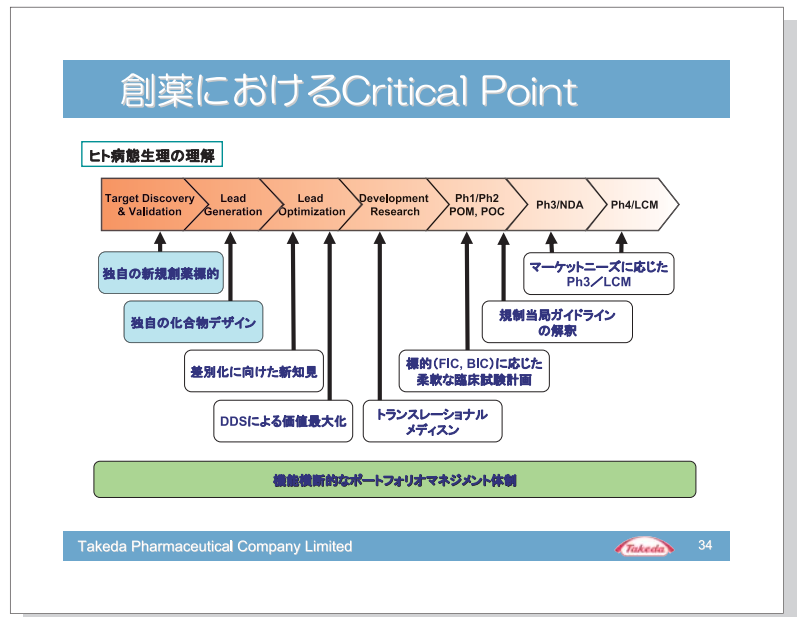 創薬におけるCritical Point
ヒト病態生理の理解
Target Discovery
& Validation
Lead
Generation
Lead
Optimization
Development
Research
Ph1/Ph2
POM, POC
Ph3/NDA
Ph4/LCM
独自の新規創薬標的
独自の化合物デザイン
差別化に向けた新知見
DDSによる価値最大化
トランスレーショナル
メディスン
標的(FIC, BIC)に応じた
柔軟な臨床試験計画
規制当局ガイドライン
の解釈
マーケットニーズに応じた
Ph3/LCM
機能横断的なポートフォリオマネジメント体制
Takeda Pharmaceutical Company Limited
Takeda
34